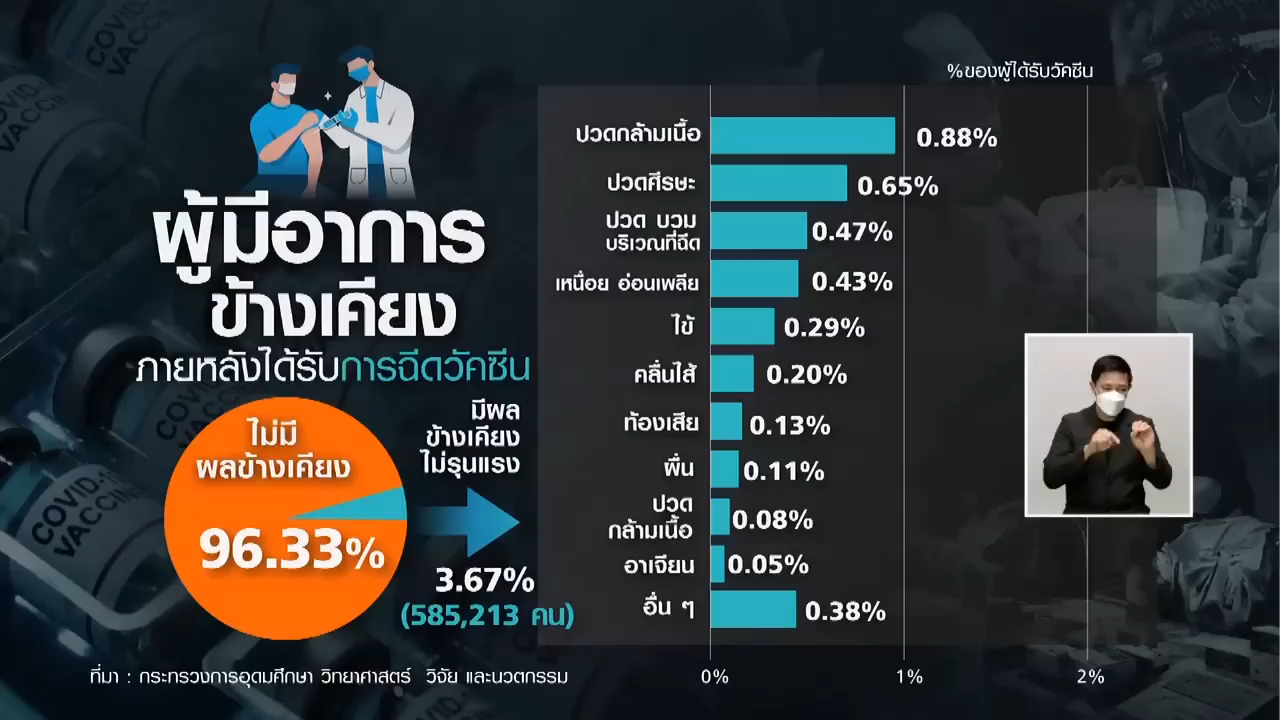 ผู้มีอาการ
ข้างเคียง
ภายหลังได้รับการฉีดวัคซีน
ไม่มี
ผลข้างเคียง
96.33%
มีผล
ข้างเคียง
ไม่รุนแรง
3.67%
(585,213 คน)
%ของผู้ได้รับวัคซีน
ปวดกล้ามเนื้อ 0.88%
ปวดศีรษะ 0.65%
ปวด บวม
บริเวณที่ฉีด 0.47%
เหนื่อย อ่อนเพลีย 0.43%
ไข้ 0.29%
คลื่นไส้ 0.20%
ท้องเสีย 0.13%
ผื่น 0.11%
ปวด
กล้ามเนื้อ 0.08%
อาเจียน 0.05%
อื่น ๆ 0.38%
0% 1% 2%
ที่มา : กระทรวงการอุดมศึกษา วิทยาศาสตร์ วิจัย และนวตกรรม
COVID-19
VACCINE
COVID
VACC